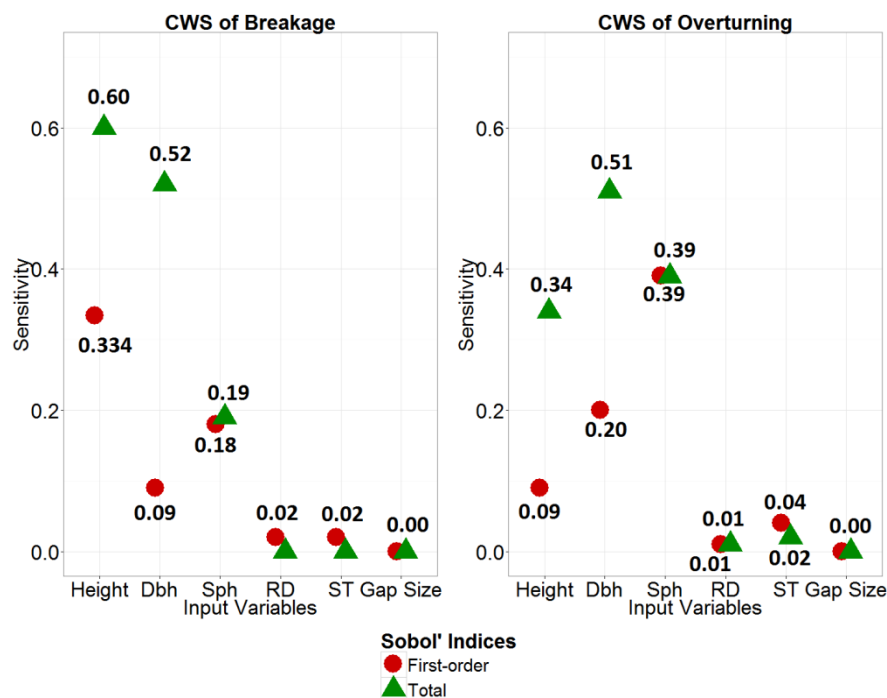 CWS of Breakage
CWS of Overturning
Sensitivity
0.6
0.4
0.2
0.0
0.60
0.52
0.334
0.19
0.18
0.09
0.02
0.02
0.00
Height Dbh Sph RD ST Gap Size
Input Variables
Sensitivity
0.6
0.4
0.2
0.0
0.51
0.39
0.34
0.39
0.20
0.09
0.01
0.04
0.00
0.01
0.02
Height Dbh Sph RD ST Gap Size
Input Variables
Sobol' Indices
First-order
Total